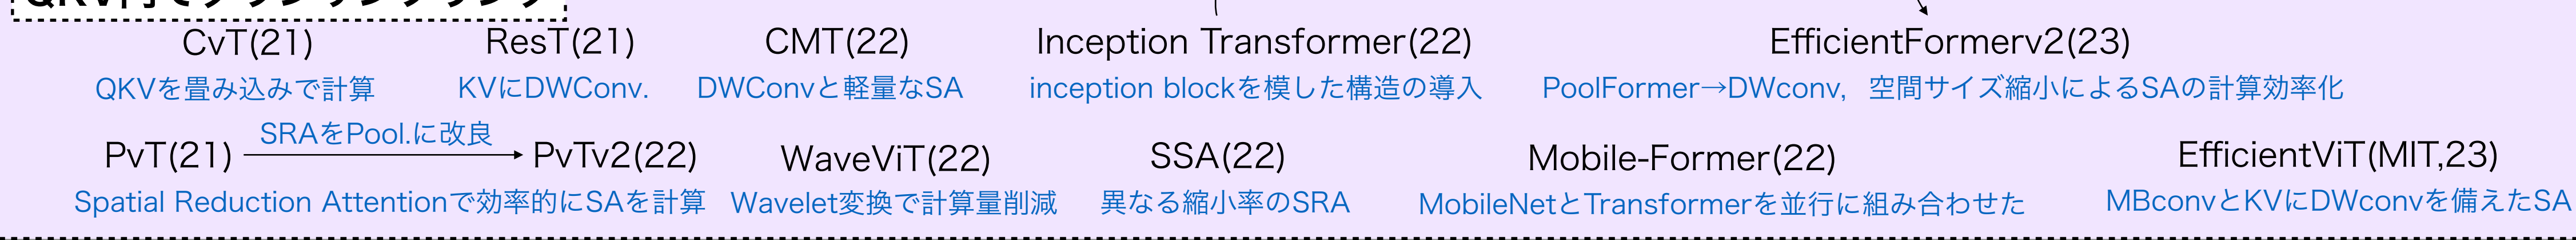 CvT(21)
QKVを畳み込みで計算
ResT(21)
KVにDWConv.
CMT(22)
DWConvと軽量なSA
Inception Transformer(22)
inception blockを模した構造の導入
EfficientFormerv2(23)
PoolFormer→DWconv, 空間サイズ縮小によるSAの計算効率化
PvT(21)
SRAをPool.に改良
PvTv2(22)
Spatial Reduction Attentionで効率的にSAを計算
WaveViT(22)
Wavelet変換で計算量削減
SSA(22)
異なる縮小率のSRA
Mobile-Former(22)
MobileNetとTransformerを並行に組み合わせた
EfficientViT(MIT,23)
MBconvとKVにDWconvを備えたSA